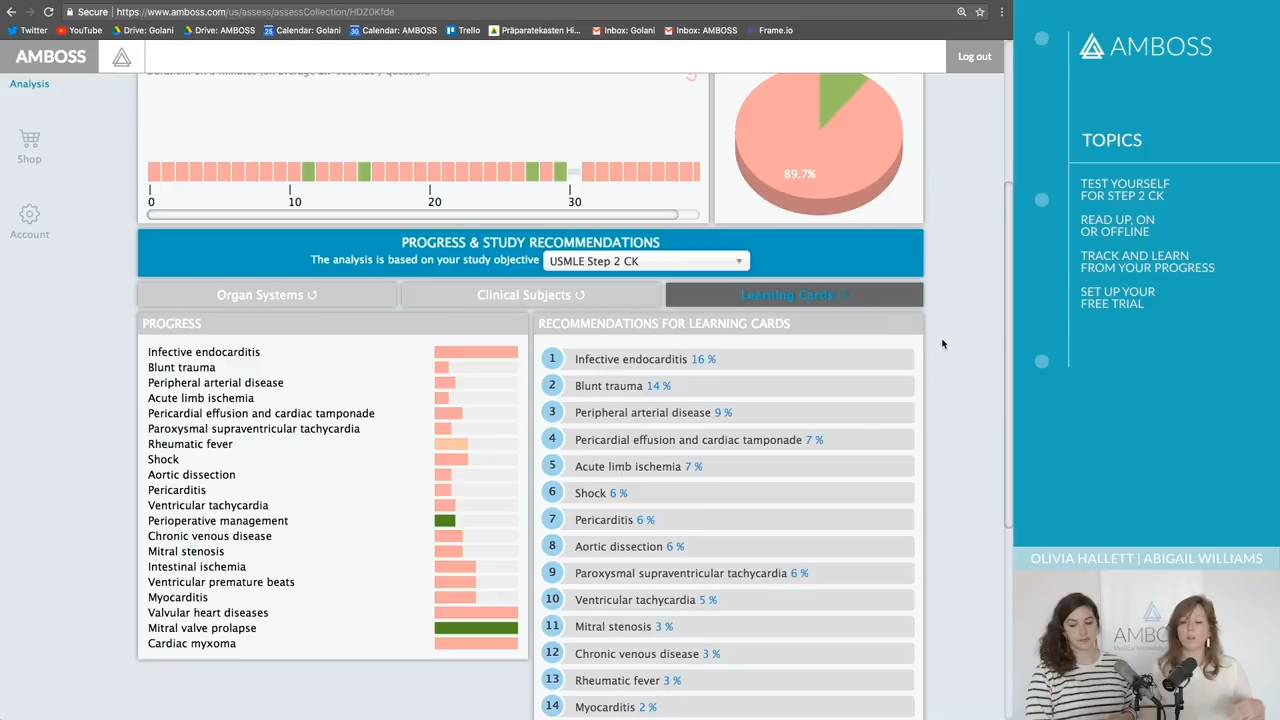 Secure | https://www.amboss.com/us/assess/assessCollection/HDZ0Kfde
Twitter YouTube Drive: Golani Drive: AMBOSS Calendar: Golani Calendar: AMBOSS Trello Präparatekasten Hi... Inbox: Golani Inbox: AMBOSS Frame.io
AMBOSS
Log out
Analysis
Shop
Account
89.7%
0 10 20 30
PROGRESS & STUDY RECOMMENDATIONS
The analysis is based on your study objective USMLE Step 2 CK
Organ Systems Clinical Subjects Learning Cards
PROGRESS
Infective endocarditis
Blunt trauma
Peripheral arterial disease
Acute limb ischemia
Pericardial effusion and cardiac tamponade
Paroxysmal supraventricular tachycardia
Rheumatic fever
Shock
Aortic dissection
Pericarditis
Ventricular tachycardia
Perioperative management
Chronic venous disease
Mitral stenosis
Intestinal ischemia
Ventricular premature beats
Myocarditis
Valvular heart diseases
Mitral valve prolapse
Cardiac myxoma
RECOMMENDATIONS FOR LEARNING CARDS
1 Infective endocarditis 16 %
2 Blunt trauma 14 %
3 Peripheral arterial disease 9 %
4 Pericardial effusion and cardiac tamponade 7 %
5 Acute limb ischemia 7 %
6 Shock 6 %
7 Pericarditis 6 %
8 Aortic dissection 6 %
9 Paroxysmal supraventricular tachycardia 6 %
10 Ventricular tachycardia 5 %
11 Mitral stenosis 3 %
12 Chronic venous disease 3 %
13 Rheumatic fever 3 %
14 Myocarditis 2 %
AMBOSS
TOPICS
TEST YOURSELF
FOR STEP 2 CK
READ UP, ON
OR OFFLINE
TRACK AND LEARN
FROM YOUR PROGRESS
SET UP YOUR
FREE TRIAL
OLIVIA HALLETT | ABIGAIL WILLIAMS